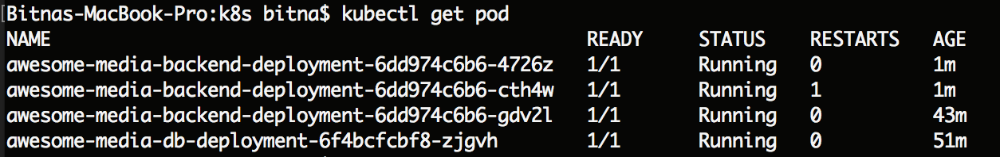 [Bitnas-MacBook-Pro:k8s bitna$ kubectl get pod
NAME READY STATUS RESTARTS AGE
awesome-media-backend-deployment-6dd974c6b6-4726z 1/1 Running 0 1m
awesome-media-backend-deployment-6dd974c6b6-cth4w 1/1 Running 1 1m
awesome-media-backend-deployment-6dd974c6b6-gdv2l 1/1 Running 0 43m
awesome-media-db-deployment-6f4bcfcbf8-zjgvh 1/1 Running 0 51m